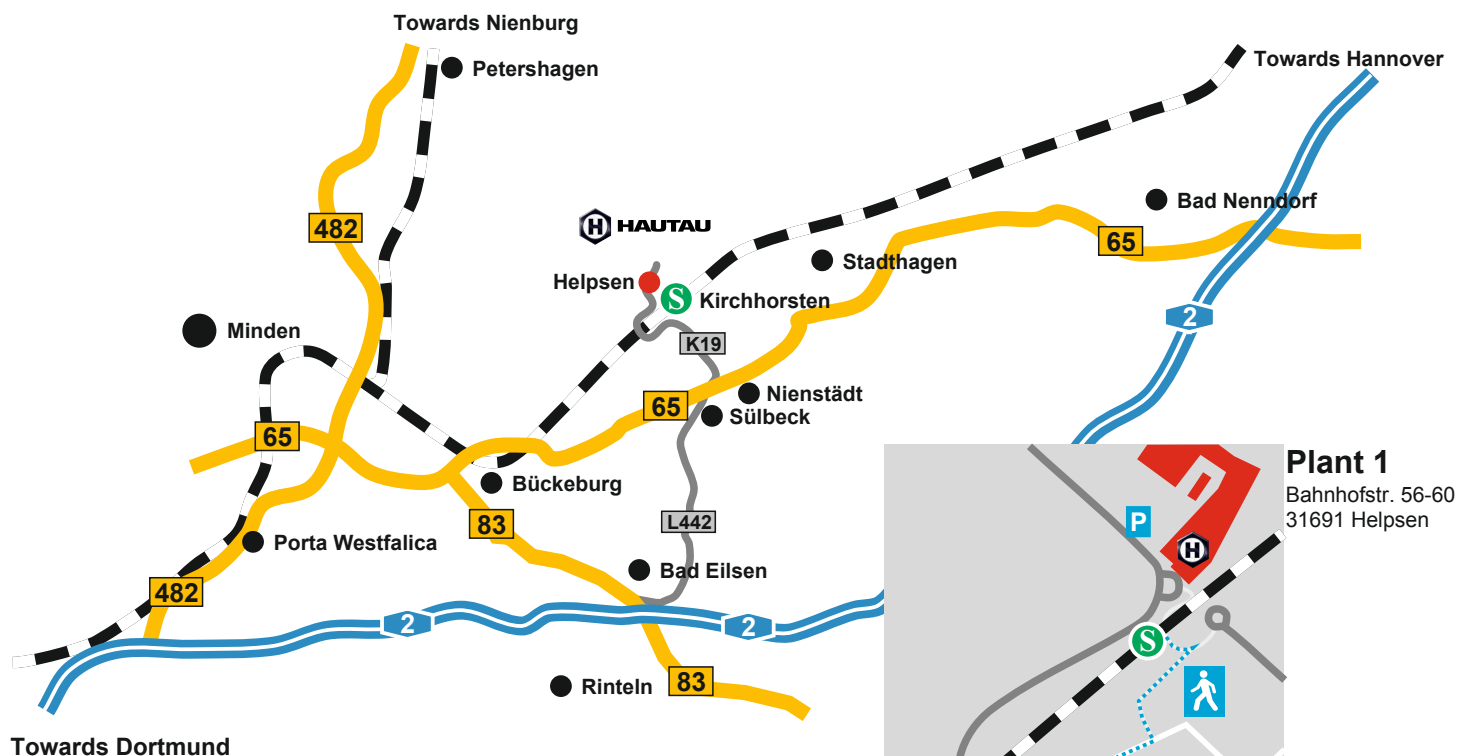 Towards Nienburg
Petershagen
Towards Hannover
482
Bad Nenndorf
H HAUTAU
65
Stadthagen
Helpsen
S Kirchhorsten
2
Minden
K19
Nienstädt
65
Sülbeck
65
Plant 1
Bückeburg
Bahnhofstr. 56-60
31691 Helpsen
83
L442
P
Porta Westfalica
H
Bad Eilsen
482
2
2
S
Rinteln
83
Towards Dortmund